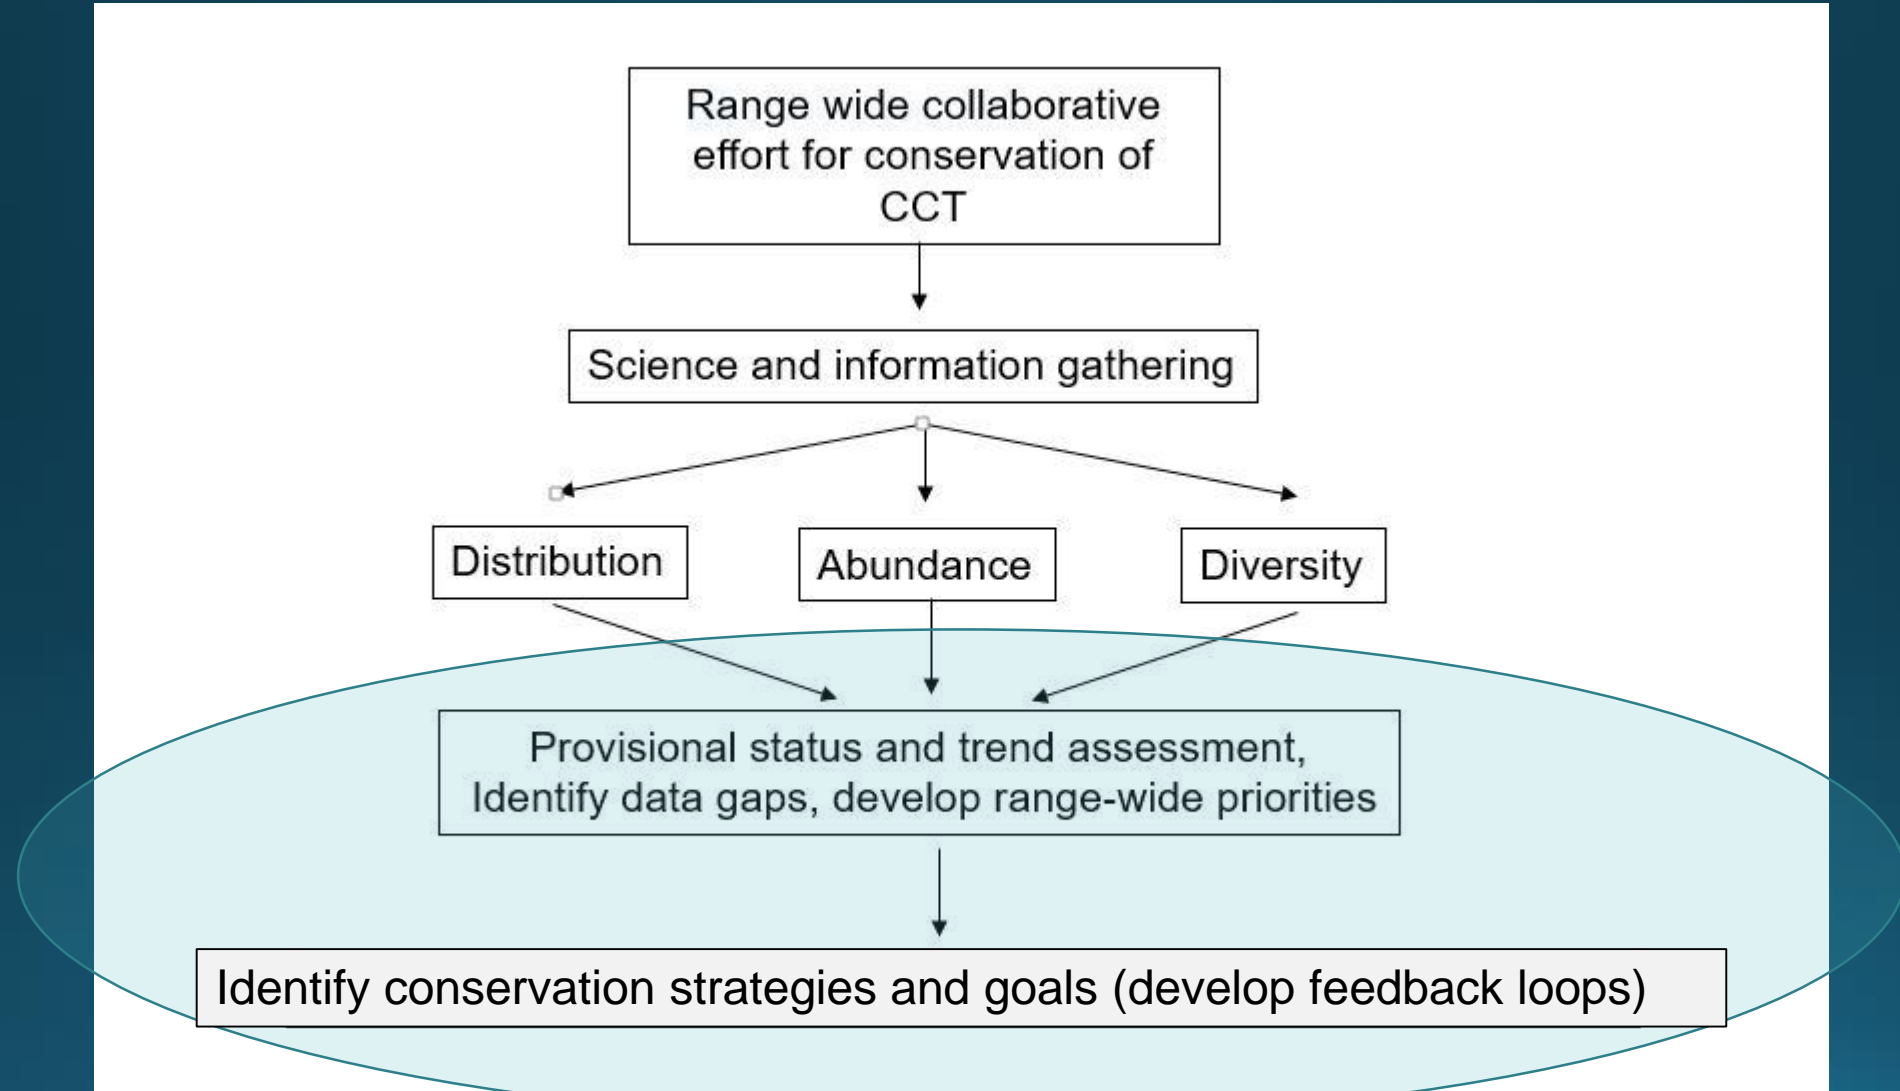 Range wide collaborative
effort for conservation of
CCT
Science and information gathering
Distribution
Abundance
Diversity
Provisional status and trend assessment,
Identify data gaps, develop range-wide priorities
Identify conservation strategies and goals (develop feedback loops)